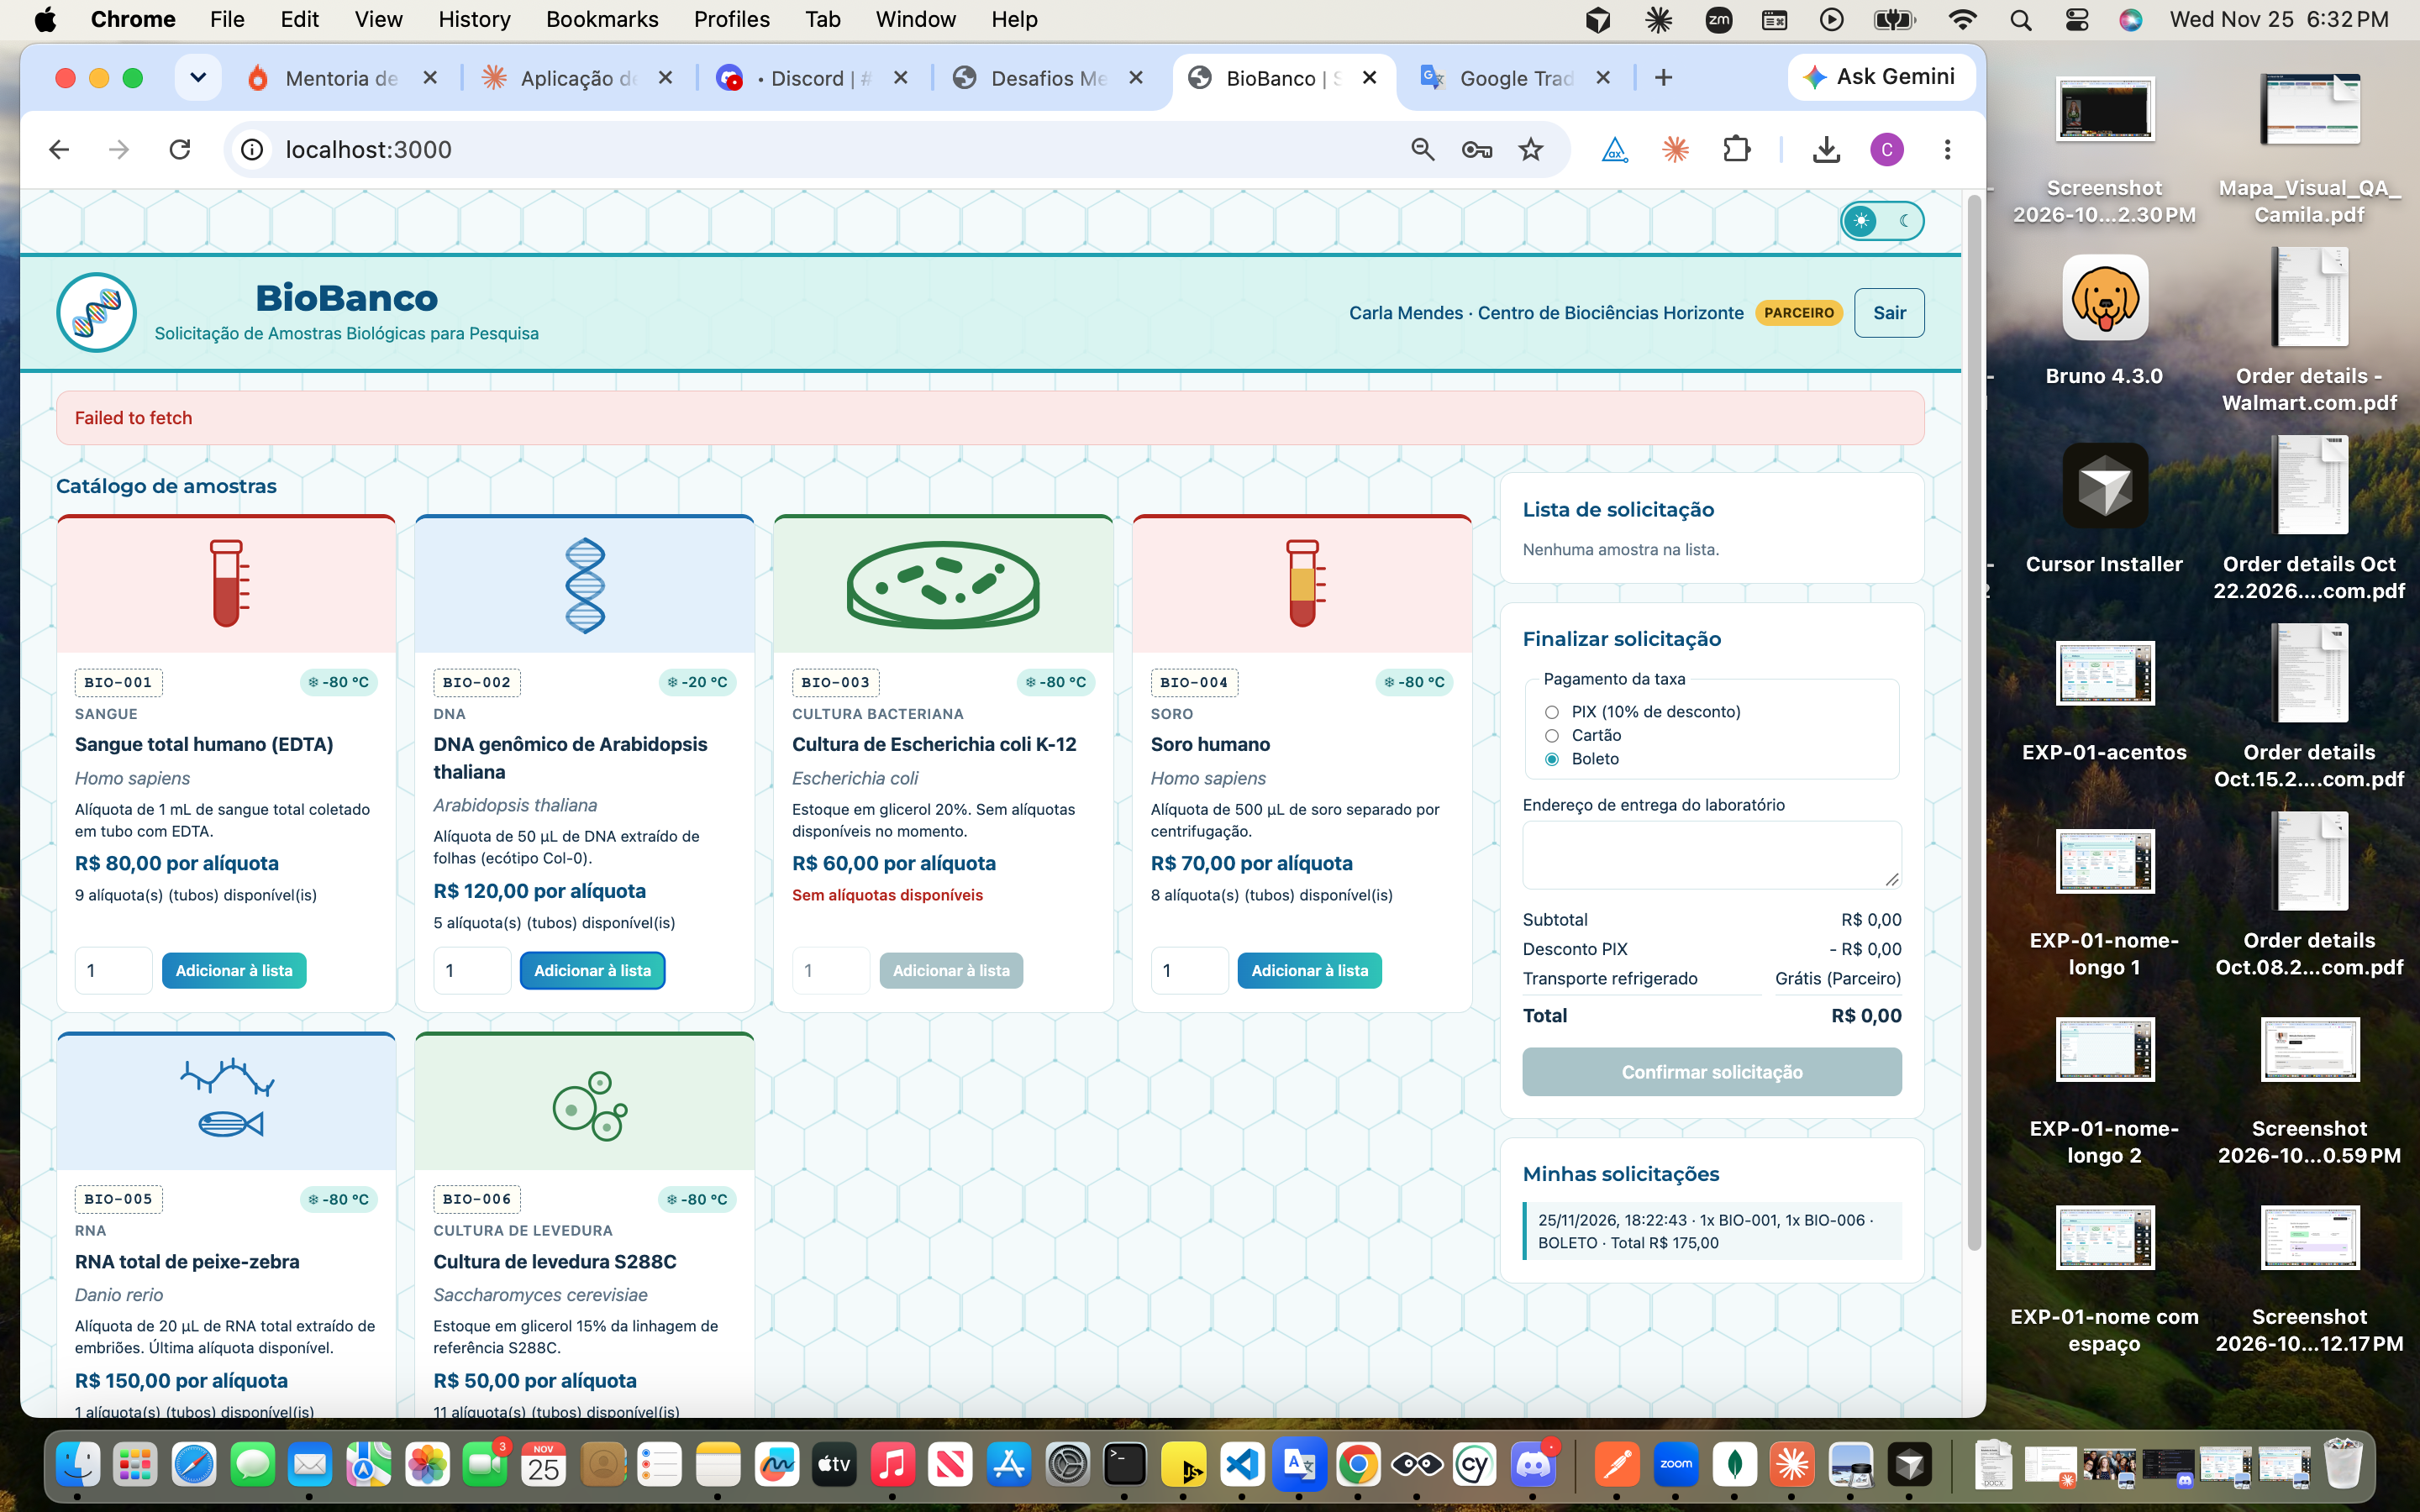 Chrome File Edit View History Bookmarks Profiles Tab Window Help
zm
Wed Nov 25 6:32 PM
Mentoria de
Aplicação de
• Discord | #
Desafios Me
BioBanco | S
Google Trad
Ask Gemini
localhost:3000
C
BioBanco
Solicitação de Amostras Biológicas para Pesquisa
Carla Mendes · Centro de Biociências Horizonte
PARCEIRO
Sair
Failed to fetch
Catálogo de amostras
BIO-001
-80 °C
SANGUE
Sangue total humano (EDTA)
Homo sapiens
Alíquota de 1 mL de sangue total coletado
em tubo com EDTA.
R$ 80,00 por alíquota
9 alíquota(s) (tubos) disponível(is)
1
Adicionar à lista
BIO-002
-20 °C
DNA
DNA genômico de Arabidopsis
thaliana
Arabidopsis thaliana
Alíquota de 50 µL de DNA extraído de
folhas (ecótipo Col-0).
R$ 120,00 por alíquota
5 alíquota(s) (tubos) disponível(is)
1
Adicionar à lista
BIO-003
-80 °C
CULTURA BACTERIANA
Cultura de Escherichia coli K-12
Escherichia coli
Estoque em glicerol 20%. Sem alíquotas
disponíveis no momento.
R$ 60,00 por alíquota
Sem alíquotas disponíveis
1
Adicionar à lista
BIO-004
-80 °C
SORO
Soro humano
Homo sapiens
Alíquota de 500 µL de soro separado por
centrifugação.
R$ 70,00 por alíquota
8 alíquota(s) (tubos) disponível(is)
1
Adicionar à lista
BIO-005
-80 °C
RNA
RNA total de peixe-zebra
Danio rerio
Alíquota de 20 µL de RNA total extraído de
embriões. Última alíquota disponível.
R$ 150,00 por alíquota
1 alíquota(s) (tubos) disponível(is)
BIO-006
-80 °C
CULTURA DE LEVEDURA
Cultura de levedura S288C
Saccharomyces cerevisiae
Estoque em glicerol 15% da linhagem de
referência S288C.
R$ 50,00 por alíquota
11 alíquota(s) (tubos) disponível(is)
Lista de solicitação
Nenhuma amostra na lista.
Finalizar solicitação
Pagamento da taxa
PIX (10% de desconto)
Cartão
Boleto
Endereço de entrega do laboratório
Subtotal R$ 0,00
Desconto PIX - R$ 0,00
Transporte refrigerado Grátis (Parceiro)
Total R$ 0,00
Confirmar solicitação
Minhas solicitações
25/11/2026, 18:22:43 · 1x BIO-001, 1x BIO-006 ·
BOLETO · Total R$ 175,00
Screenshot
2026-10...2.30 PM
Mapa_Visual_QA_
Camila.pdf
Bruno 4.3.0
Order details -
Walmart.com.pdf
Cursor Installer
Order details Oct
22.2026....com.pdf
EXP-01-acentos
Order details
Oct.15.2....com.pdf
EXP-01-nome-
longo 1
Order details
Oct.08.2...com.pdf
EXP-01-nome-
longo 2
Screenshot
2026-10...0.59 PM
EXP-01-nome com
espaço
Screenshot
2026-10...12.17 PM
3
NOV
25
tv
JS
cy
zoom